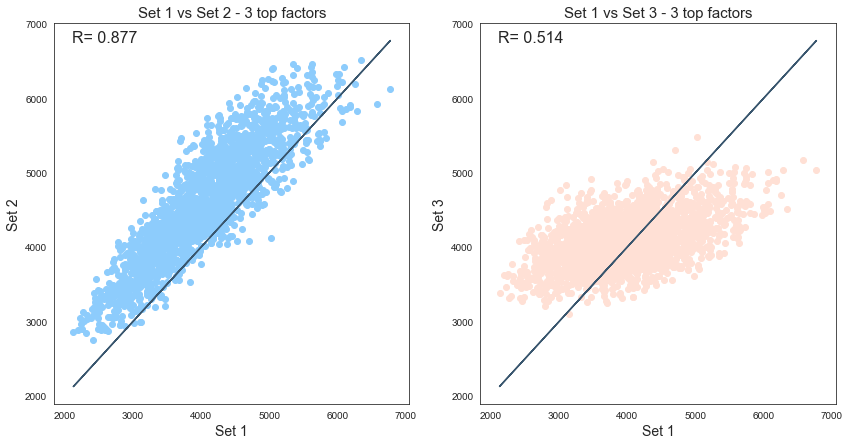 Set 1 vs Set 2 - 3 top factors
R= 0.877
7000
6000
5000
4000
3000
2000
Set 2
2000 3000 4000 5000 6000 7000
Set 1
Set 1 vs Set 3 - 3 top factors
R= 0.514
7000
6000
5000
4000
3000
2000
Set 3
2000 3000 4000 5000 6000 7000
Set 1